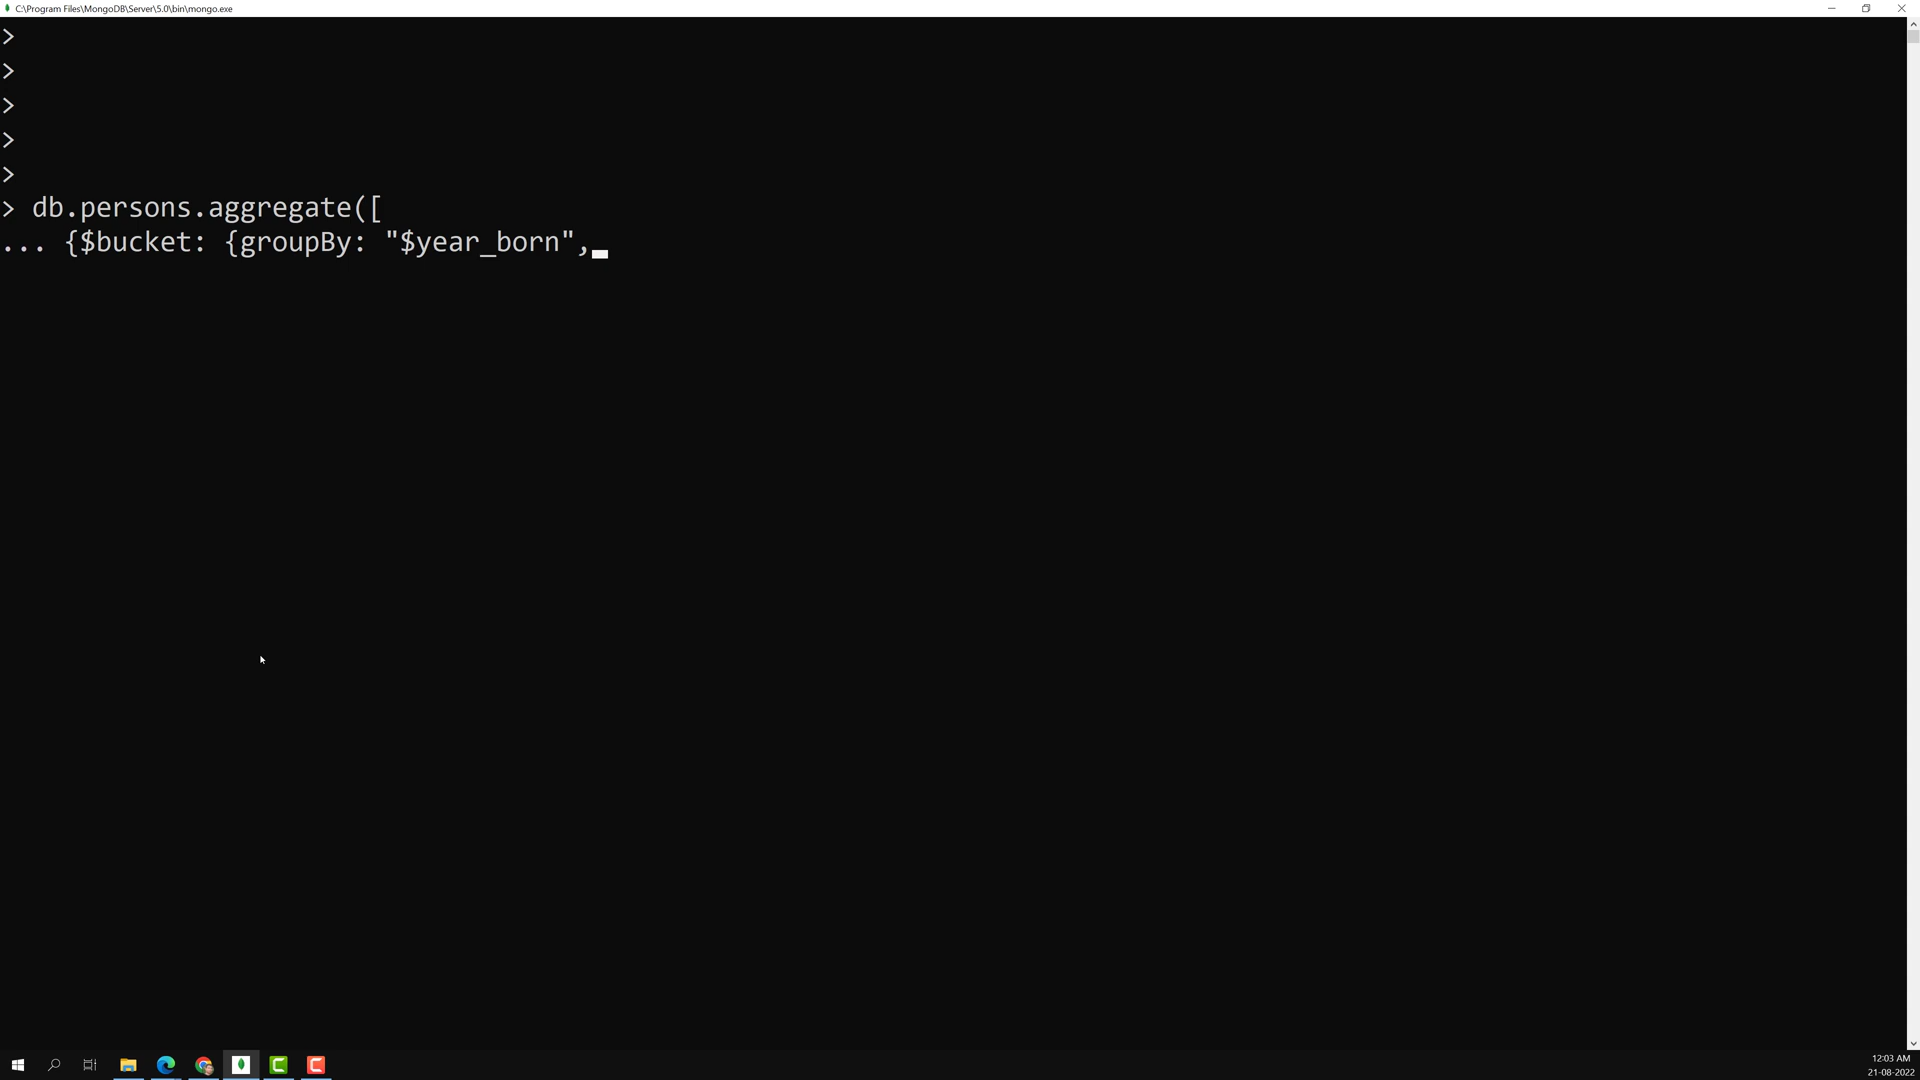 C:\Program Files\MongoDB\Server\5.0\bin\mongo.exe
>
>
>
>
>
> db.persons.aggregate([
... {$bucket: {groupBy: "$year_born",
12:03 AM
21-08-2022